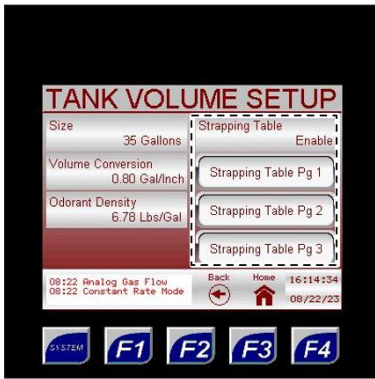 TANK VOLUME SETUP
Size
35 Gallons
Volume Conversion
0.80 Gal/Inch
Odorant Density
6.78 Lbs/Gal
Strapping Table
Enable
Strapping Table Pg 1
Strapping Table Pg 2
Strapping Table Pg 3
08:22 Analog Gas Flow
08:22 Constant Rate Mode
Back
Home
16:14:34
08/22/23
SYSTEM
F1
F2
F3
F4